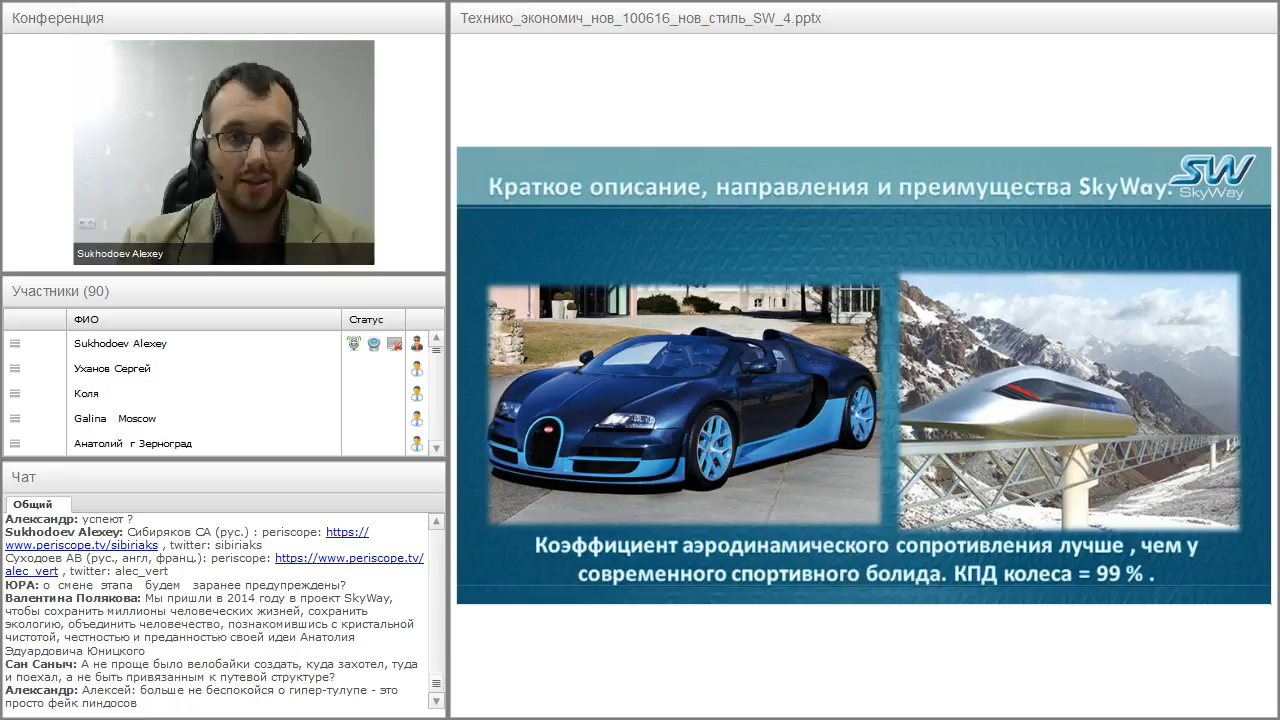 Конференция
Sukhodoev Alexey
Участники (90)
ФИО
Статус
Sukhodoev Alexey
Уханов Сергей
Коля
Galina Moscow
Анатолий г Зерноград
Чат
Общий
Александр: успеют ?
Sukhodoev Alexey: Сибиряков СА (рус.) : periscope: https://
www.periscope.tv/sibiriaks , twitter: sibiriaks
Суходоев АВ (рус., англ, франц.): periscope: https://www.periscope.tv/
alec_vert , twitter: alec_vert
ЮРА: о смене этапа будем заранее предупреждены?
Валентина Полякова: Мы пришли в 2014 году в проект SkyWay,
чтобы сохранить миллионы человеческих жизней, сохранить
экологию, объединить человечество, познакомившись с кристальной
чистотой, честностью и преданностью своей идеи Анатолия
Эдуардовича Юницкого
Сан Саныч: А не проще было велобайки создать, куда захотел, туда
и поехал, а не быть привязанным к путевой структуре?
Александр: Алексей: больше не беспокойся о гипер-тулупе - это
просто фейк пиндосов
Технико_экономич_нов_100616_нов_стиль_SW_4.pptx
Краткое описание, направления и преимущества SkyWay.
SW
SkyWay
Коэффициент аэродинамического сопротивления лучше , чем у
современного спортивного болида. КПД колеса = 99 % .